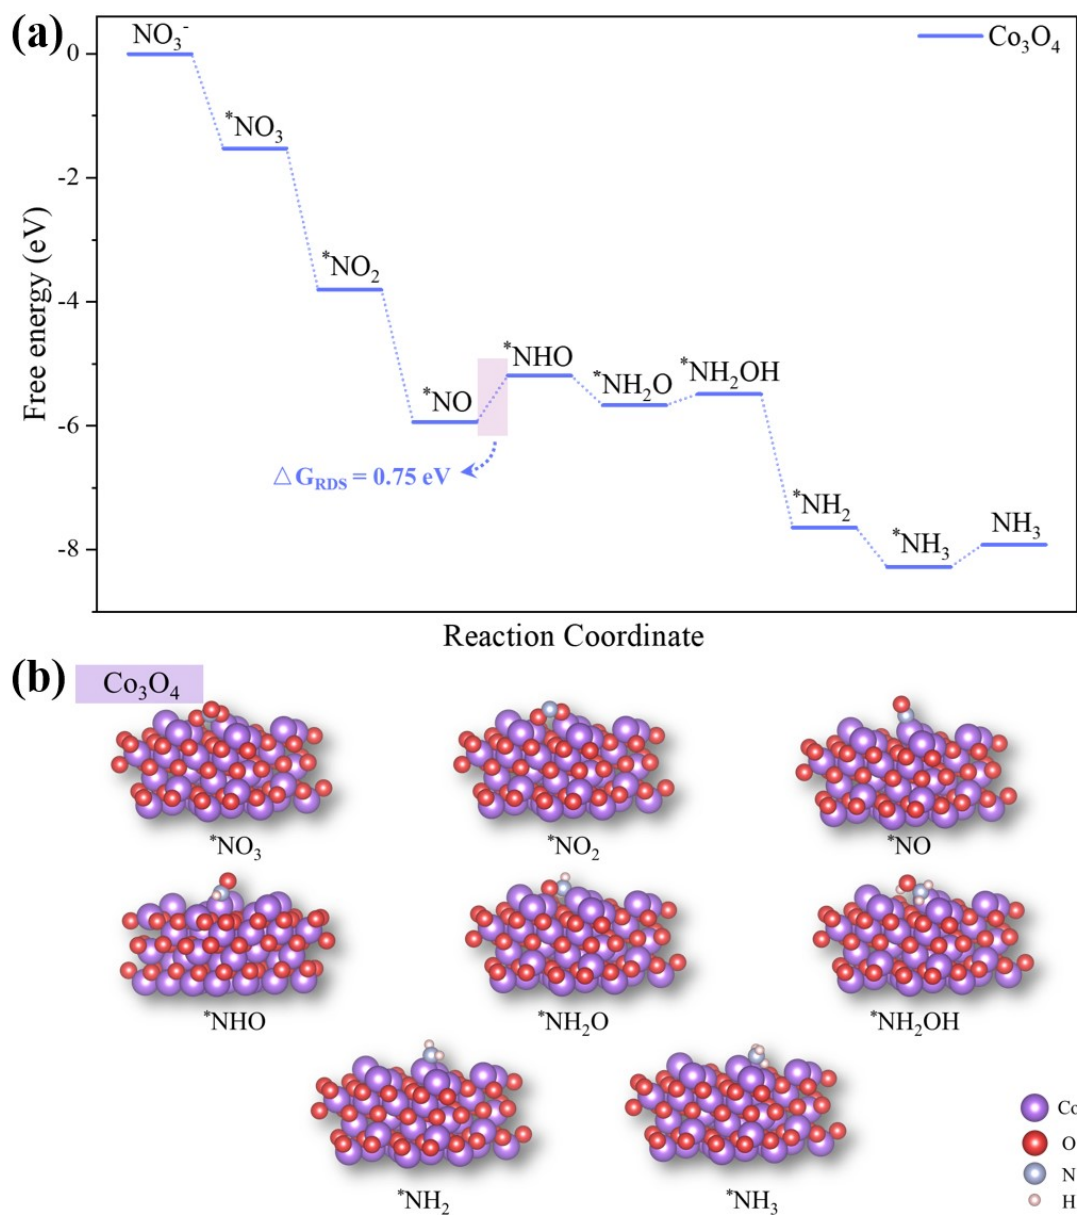 (a)
NO₃⁻
Co₃O₄
0
*NO₃
-2
*NO₂
-4
*NHO
*NH₂O
*NH₂OH
*NO
-6
△G_RDS = 0.75 eV
*NH₂
*NH₃
NH₃
-8
Free energy (eV)
Reaction Coordinate
(b)
Co₃O₄
*NO₃
*NO₂
*NO
*NHO
*NH₂O
*NH₂OH
*NH₂
*NH₃
Co
O
N
H